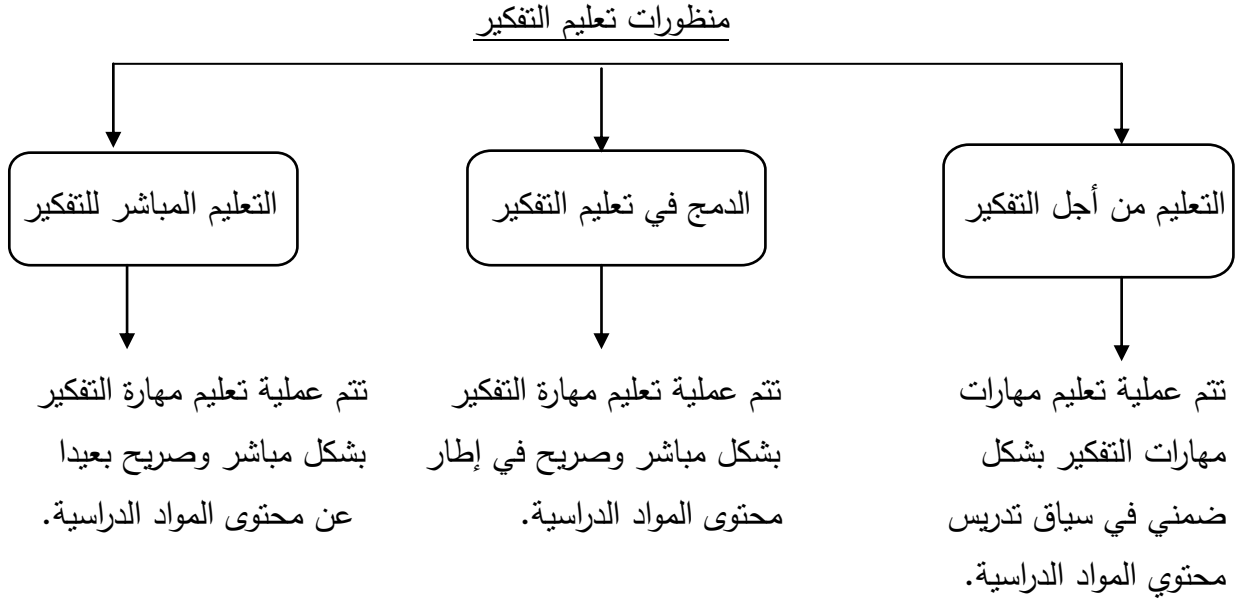 منظورات تعليم التفكير
التعليم من أجل التفكير
الدمج في تعليم التفكير
التعليم المباشر للتفكير
تتم عملية تعليم مهارات
مهارات التفكير بشكل
ضمني في سياق تدريس
محتوي المواد الدراسية.
تتم عملية تعليم مهارة التفكير
بشكل مباشر وصريح في إطار
محتوى المواد الدراسية.
تتم عملية تعليم مهارة التفكير
بشكل مباشر وصريح بعيدا
عن محتوى المواد الدراسية.